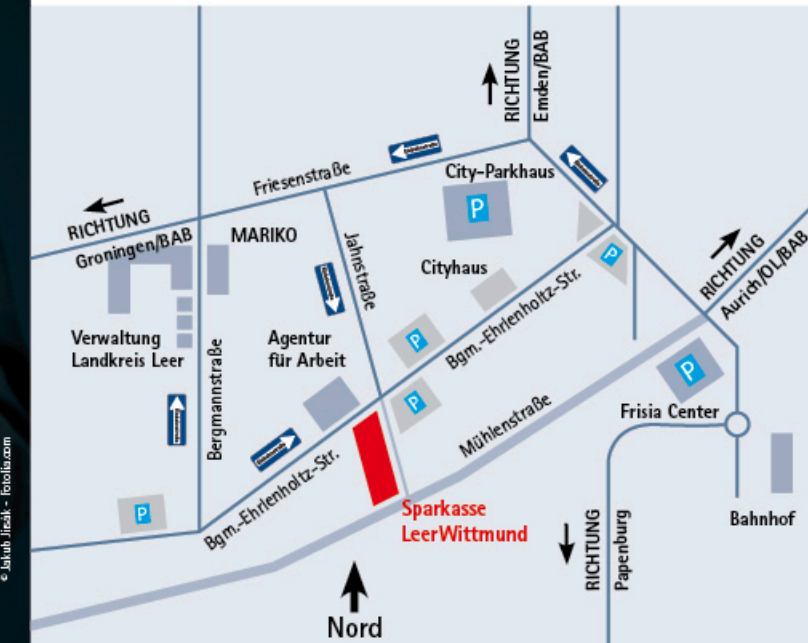 RICHTUNG
Emden/BAB
City-Parkhaus
P
Friesenstraße
RICHTUNG
Groningen/BAB
MARIKO
Jahnstraße
Cityhaus
P
RICHTUNG
Aurich/OL/BAB
Verwaltung
Landkreis Leer
Agentur
für Arbeit
P
Bgm.-Ehrlenholtz-Str.
P
Bergmannstraße
P
Mühlenstraße
Frisia Center
Bgm.-Ehrlenholtz-Str.
P
Sparkasse
LeerWittmund
RICHTUNG
Papenburg
Bahnhof
Nord
© Jakub Jirsák - Fotolia.com